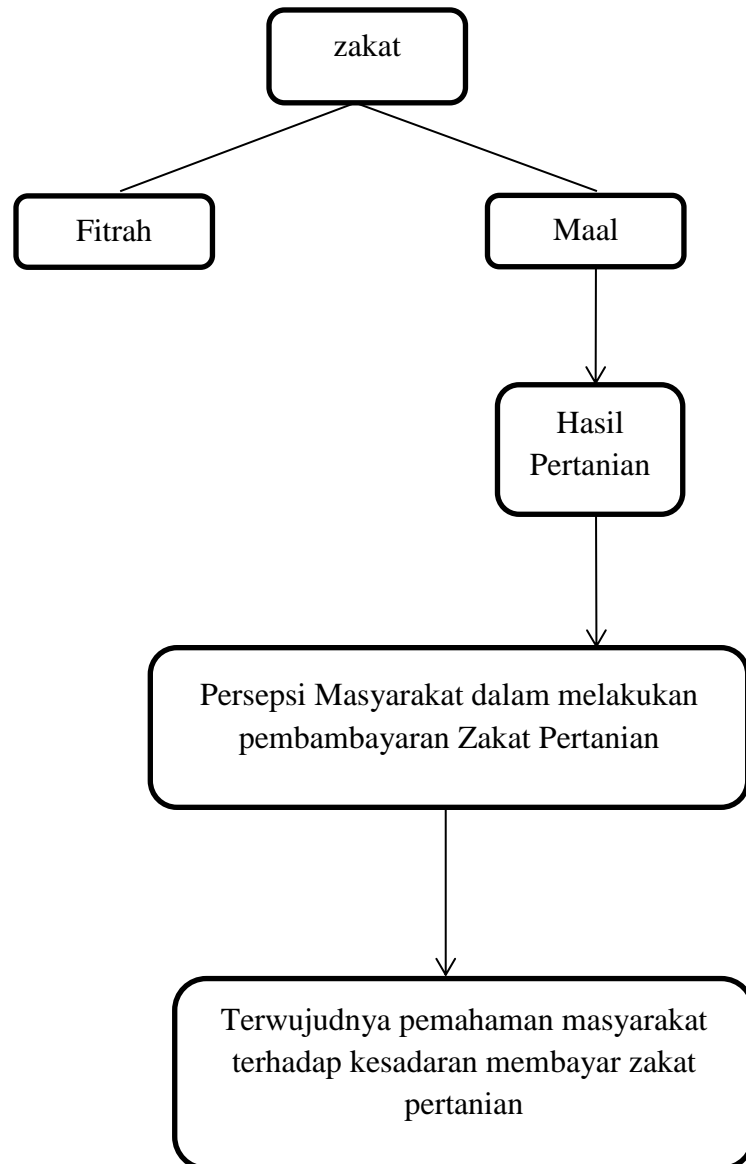 zakat
Fitrah
Maal
Hasil
Pertanian
Persepsi Masyarakat dalam melakukan
pembambayaran Zakat Pertanian
Terwujudnya pemahaman masyarakat
terhadap kesadaran membayar zakat
pertanian